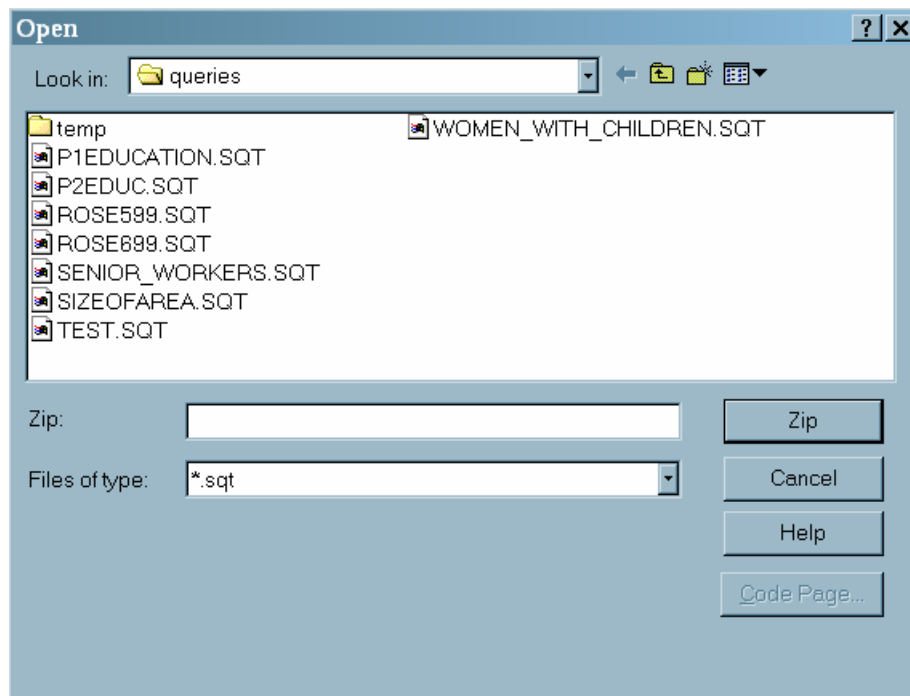 Open
Look in: queries
temp
P1EDUCATION.SQT
P2EDUC.SQT
ROSE599.SQT
ROSE699.SQT
SENIOR_WORKERS.SQT
SIZEOFAREA.SQT
TEST.SQT
WOMEN_WITH_CHILDREN.SQT
Zip:
Zip
Files of type: *.sqt
Cancel
Help
Code Page...